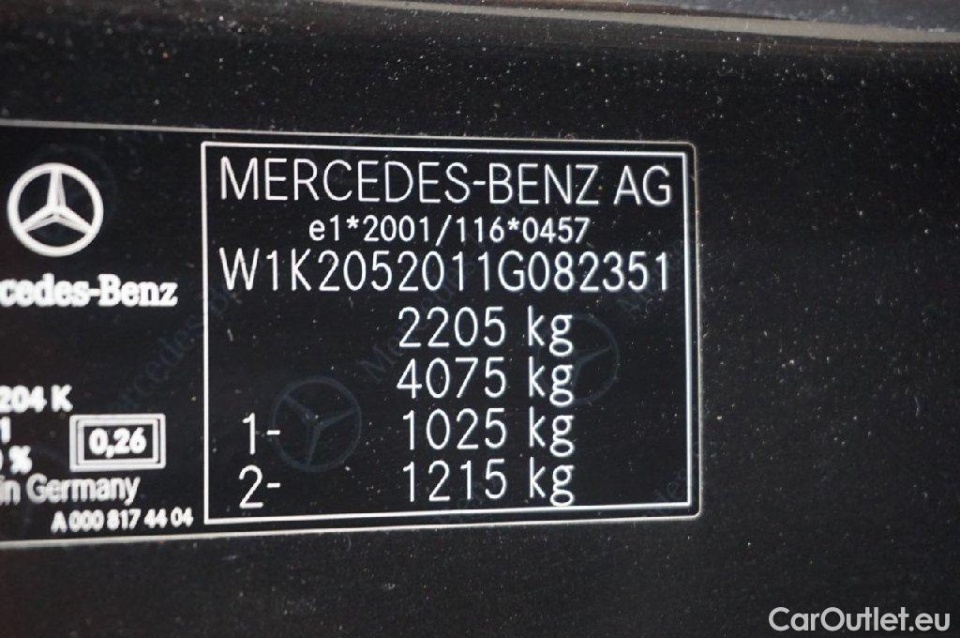 MERCEDES-BENZ AG
e1*2001/116*0457
W1K2052011G082351
2205 kg
4075 kg
1- 1025 kg
2- 1215 kg
cedes-Benz
204 K
1
0,26
%
in Germany
A 000 817 44 04
CarOutlet.eu